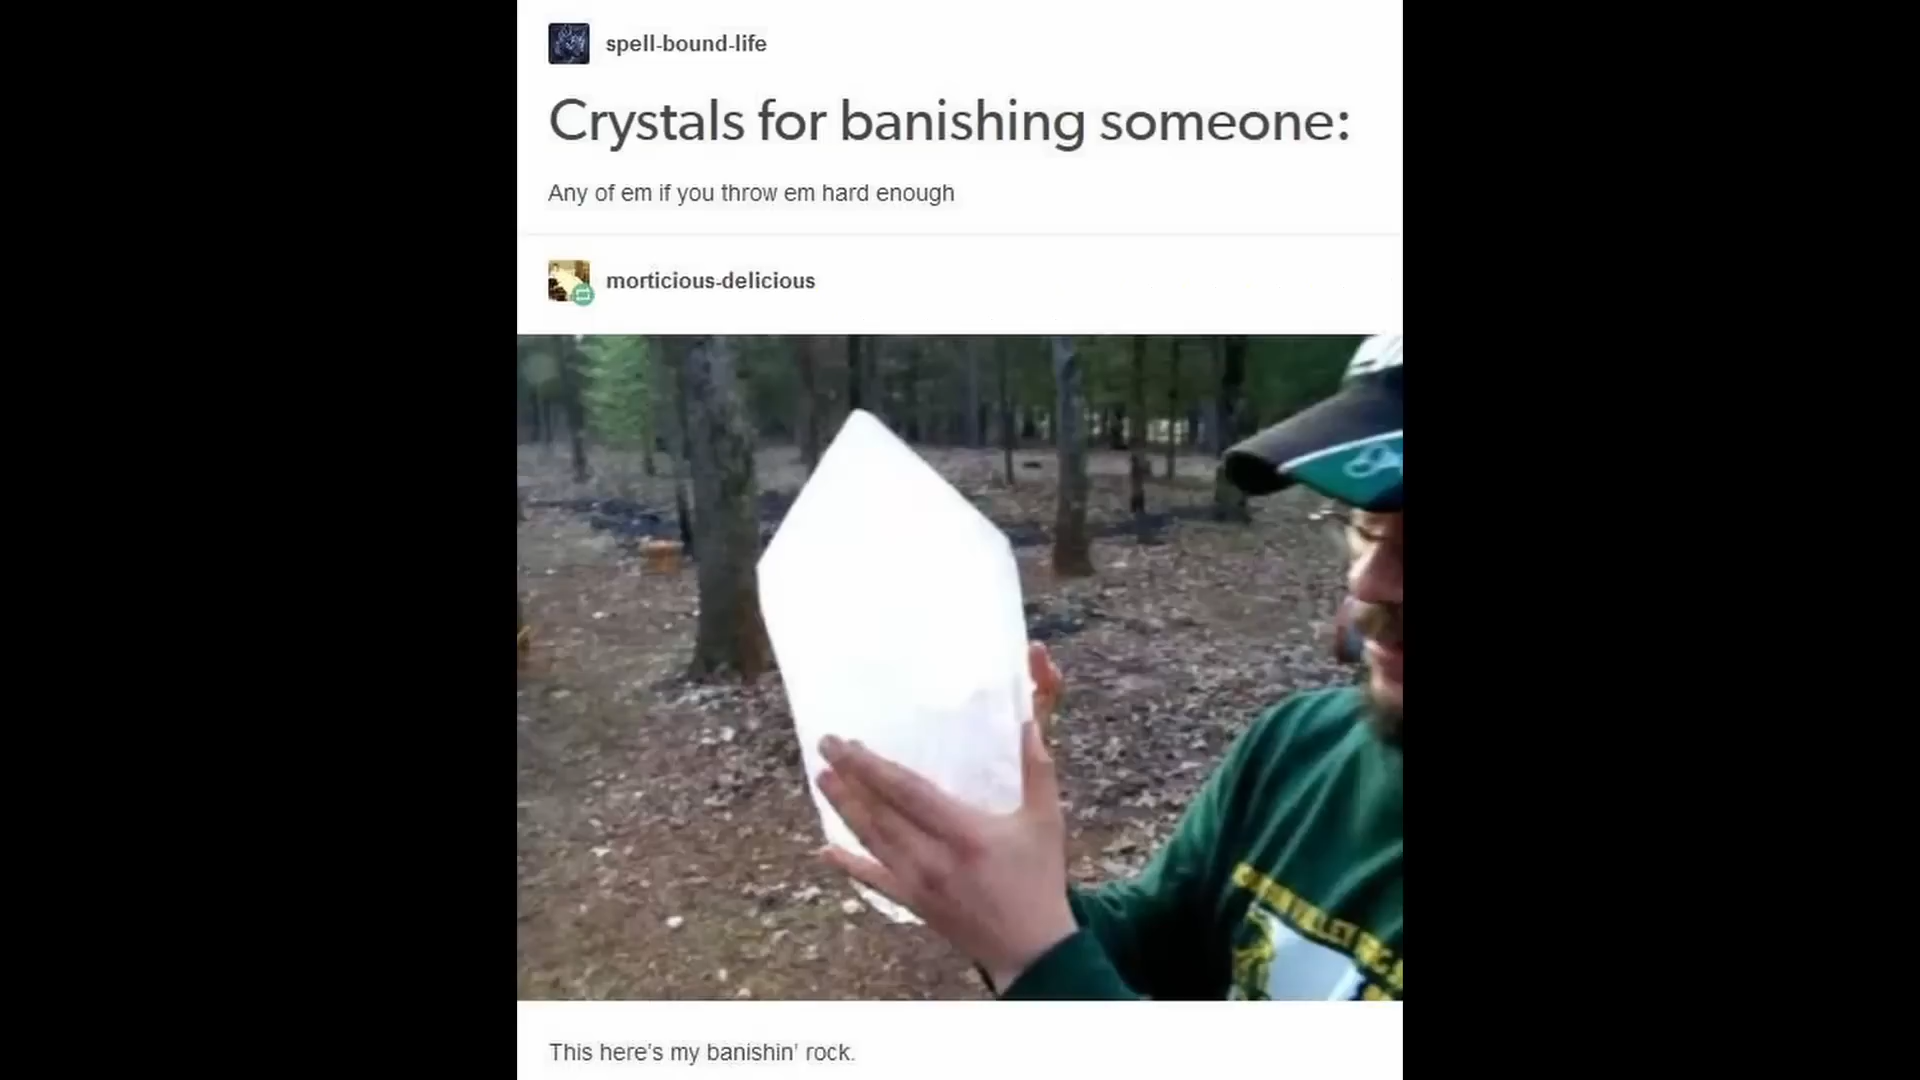 spell-bound-life
Crystals for banishing someone:
Any of em if you throw em hard enough
morticious-delicious
This here's my banishin' rock.